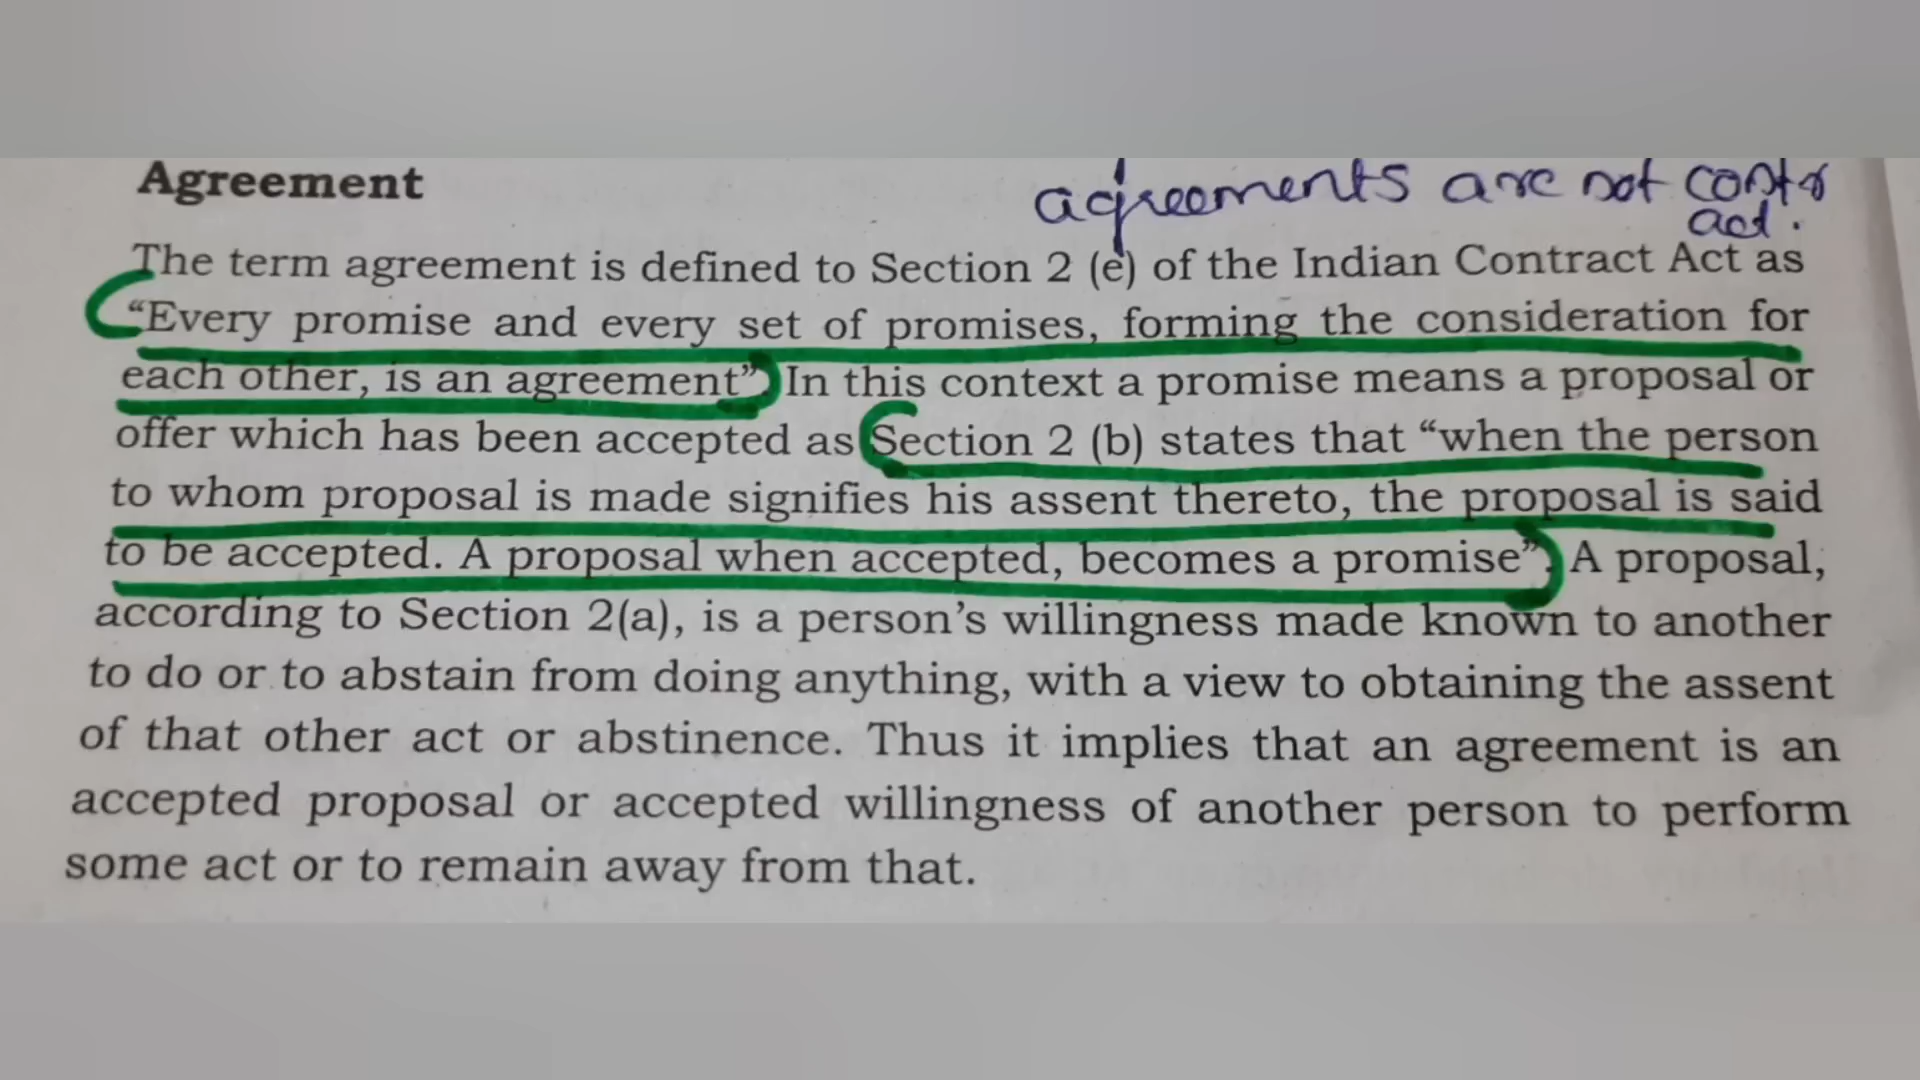 Agreement
agreements are not contr
act.
The term agreement is defined to Section 2 (e) of the Indian Contract Act as
“Every promise and every set of promises, forming the consideration for
each other, is an agreement”. In this context a promise means a proposal or
offer which has been accepted as Section 2 (b) states that “when the person
to whom proposal is made signifies his assent thereto, the proposal is said
to be accepted. A proposal when accepted, becomes a promise”. A proposal,
according to Section 2(a), is a person’s willingness made known to another
to do or to abstain from doing anything, with a view to obtaining the assent
of that other act or abstinence. Thus it implies that an agreement is an
accepted proposal or accepted willingness of another person to perform
some act or to remain away from that.